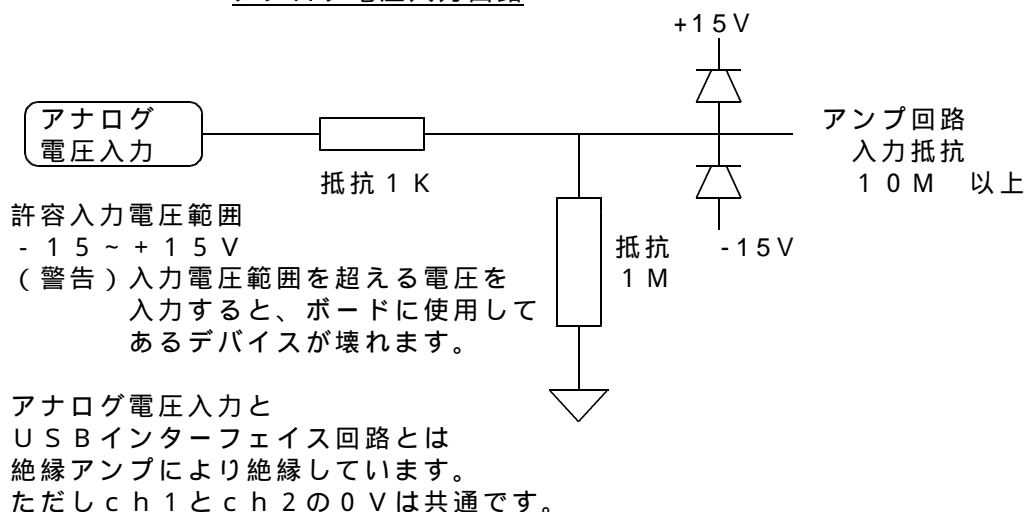 +15V
アナログ
電圧入力
アンプ回路
入力抵抗
10M 以上
抵抗1K
許容入力電圧範囲
-15~+15V
抵抗
1M
-15V
(警告)入力電圧範囲を超える電圧を
入力すると、ボードに使用して
あるデバイスが壊れます。
アナログ電圧入力と
USBインターフェイス回路とは
絶縁アンプにより絶縁しています。
ただしch1とch2の0Vは共通です。